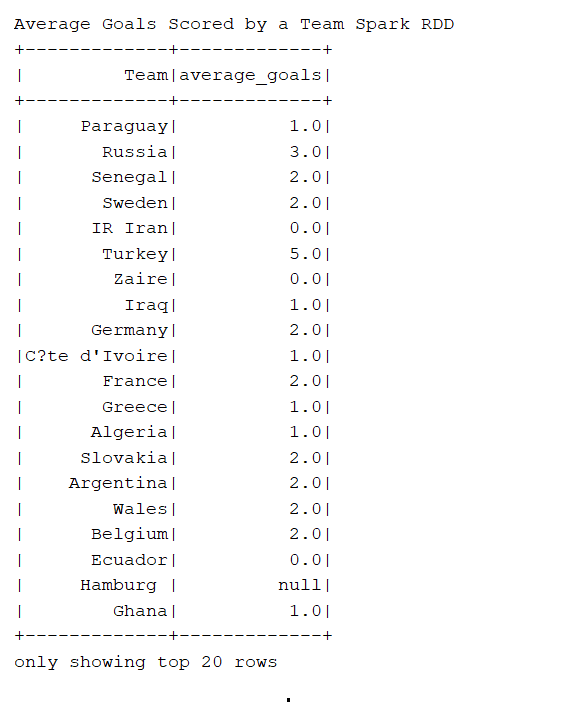 Average Goals Scored by a Team Spark RDD
+-------------+-------------+
|         Team|average_goals|
+-------------+-------------+
|     Paraguay|          1.0|
|       Russia|          3.0|
|      Senegal|          2.0|
|       Sweden|          2.0|
|      IR Iran|          0.0|
|       Turkey|          5.0|
|        Zaire|          0.0|
|         Iraq|          1.0|
|      Germany|          2.0|
|C?te d'Ivoire|          1.0|
|       France|          2.0|
|       Greece|          1.0|
|      Algeria|          1.0|
|     Slovakia|          2.0|
|    Argentina|          2.0|
|        Wales|          2.0|
|      Belgium|          2.0|
|      Ecuador|          0.0|
|     Hamburg |         null|
|        Ghana|          1.0|
+-------------+-------------+
only showing top 20 rows